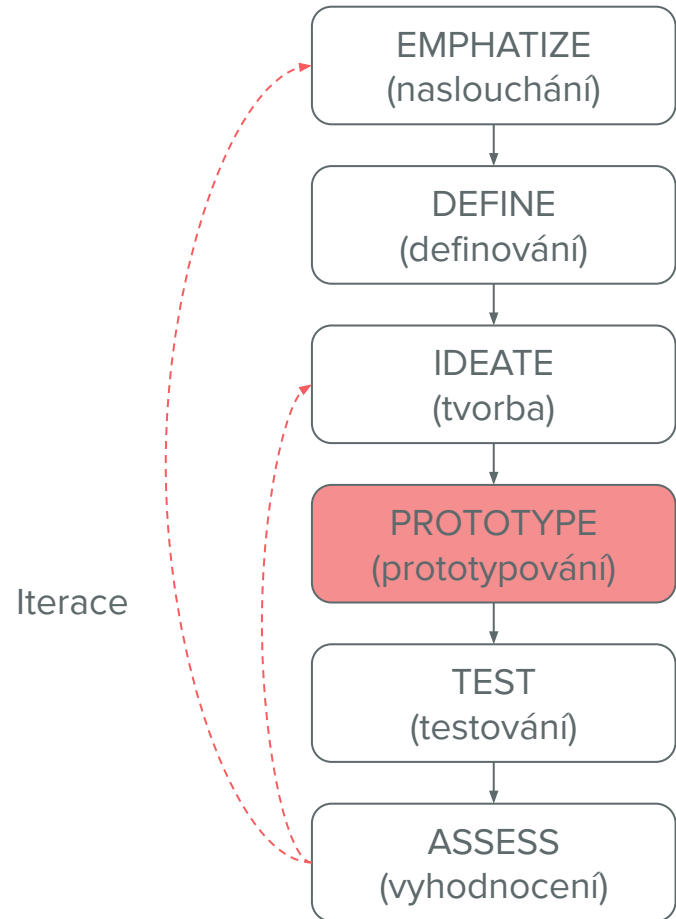 EMPHATIZE
(naslouchání)
DEFINE
(definování)
IDEATE
(tvorba)
PROTOTYPE
(prototypování)
Iterace
TEST
(testování)
ASSESS
(vyhodnocení)